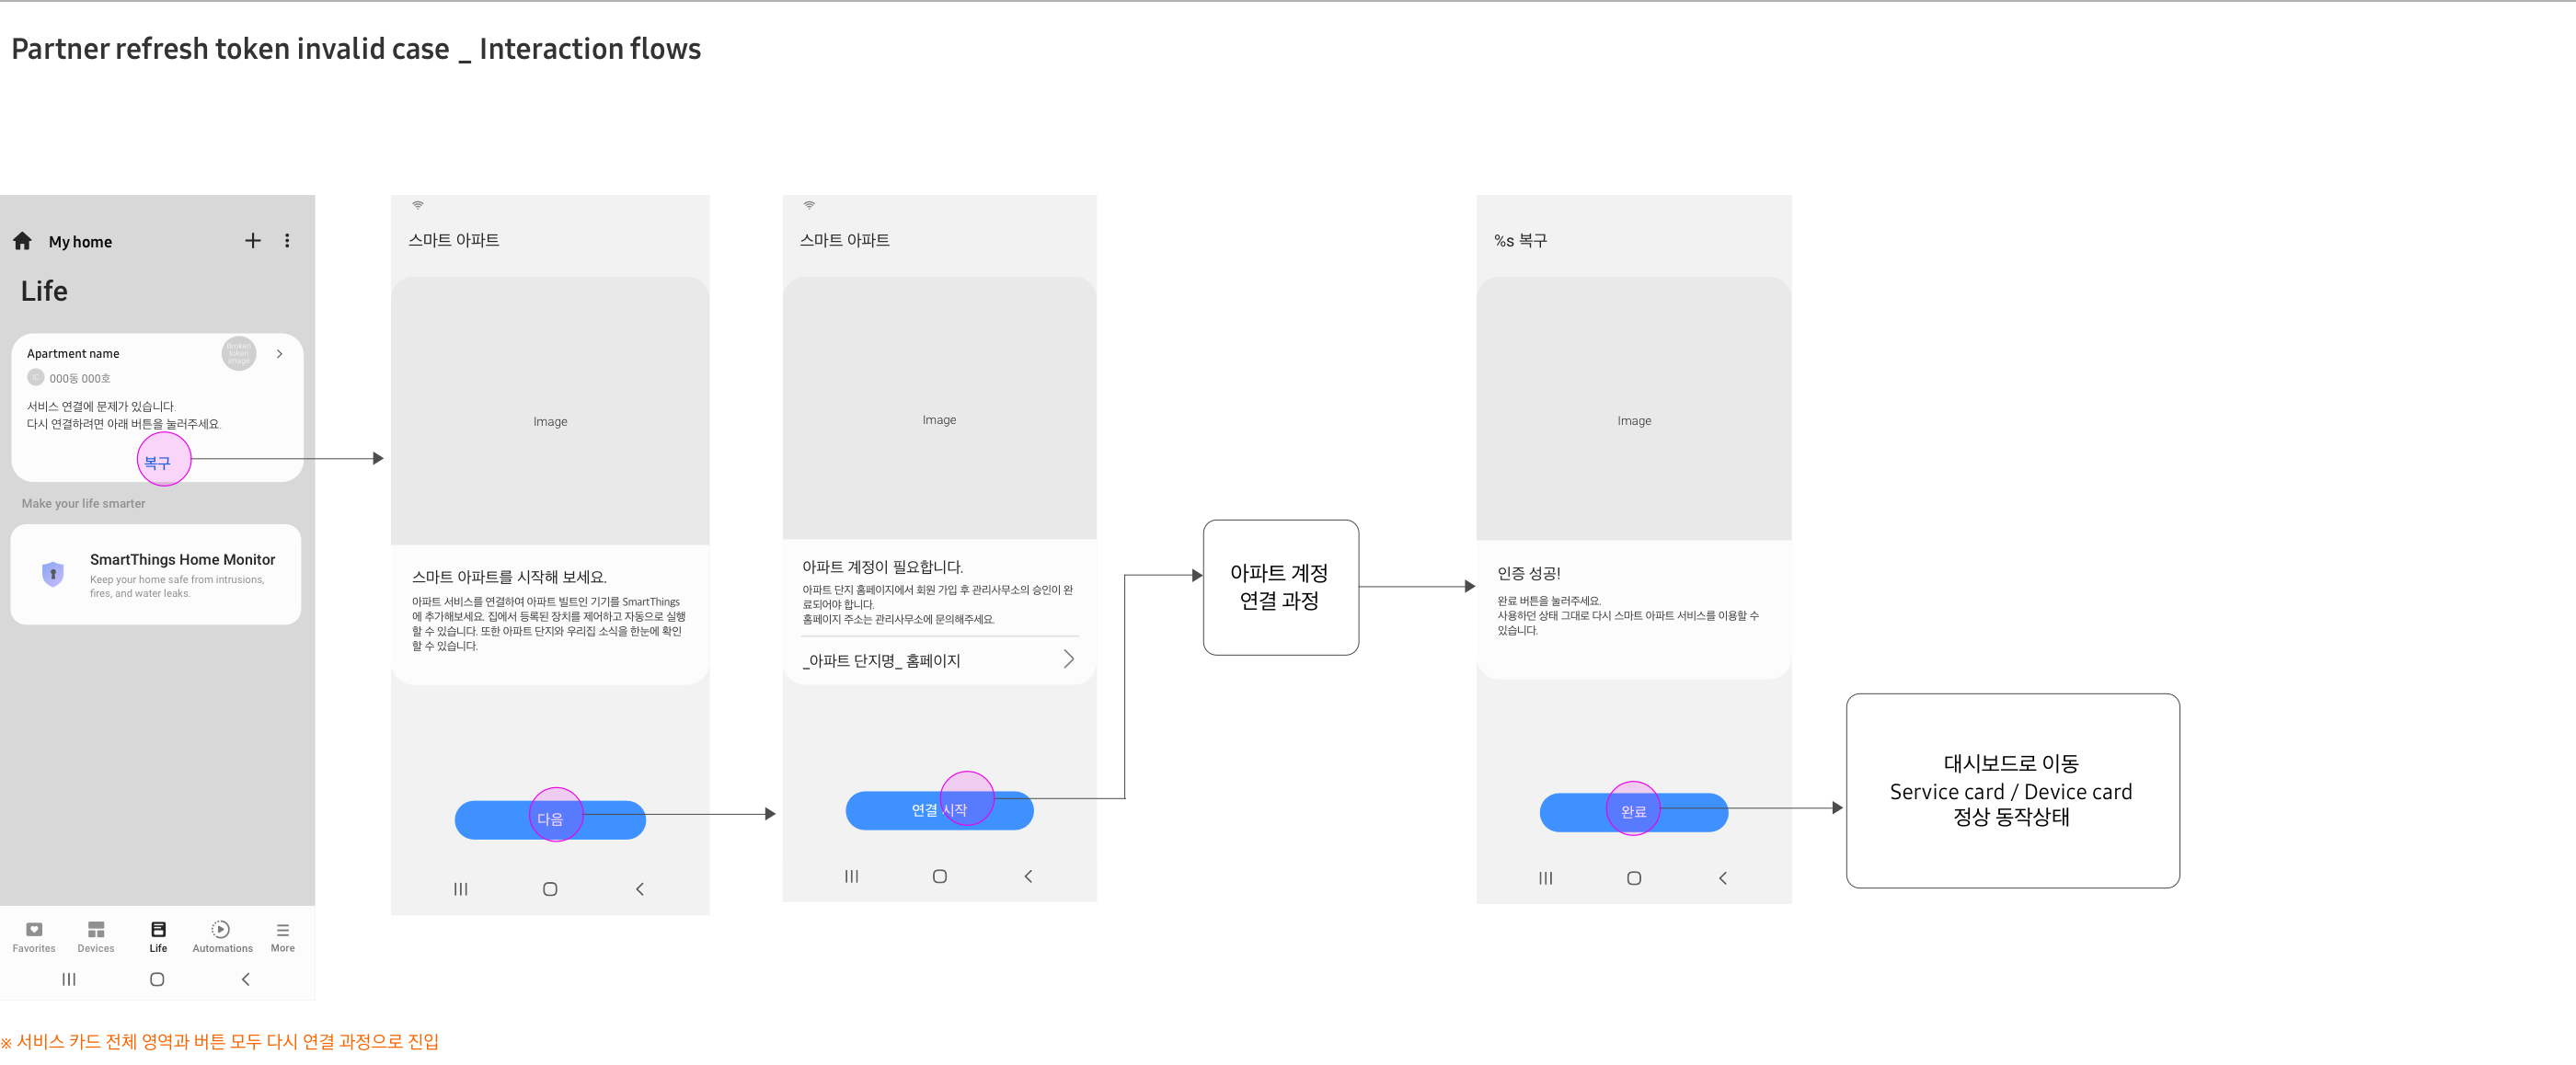 Partner refresh token invalid case _ Interaction flows
My home
Life
Apartment name
Broken
token
image
IC
000동 000호
서비스 연결에 문제가 있습니다.
다시 연결하려면 아래 버튼을 눌러주세요.
복구
Make your life smarter
SmartThings Home Monitor
Keep your home safe from intrusions,
fires, and water leaks.
Favorites
Devices
Life
Automations
More
스마트 아파트
Image
스마트 아파트를 시작해 보세요.
아파트 서비스를 연결하여 아파트 빌트인 기기를 SmartThings
에 추가해보세요. 집에서 등록된 장치를 제어하고 자동으로 실행
할 수 있습니다. 또한 아파트 단지와 우리집 소식을 한눈에 확인
할 수 있습니다.
다음
스마트 아파트
Image
아파트 계정이 필요합니다.
아파트 단지 홈페이지에서 회원 가입 후 관리사무소의 승인이 완
료되어야 합니다.
홈페이지 주소는 관리사무소에 문의해주세요.
_아파트 단지명_ 홈페이지
연결 시작
아파트 계정
연결 과정
%s 복구
Image
인증 성공!
완료 버튼을 눌러주세요.
사용하던 상태 그대로 다시 스마트 아파트 서비스를 이용할 수
있습니다.
완료
대시보드로 이동
Service card / Device card
정상 동작상태
※ 서비스 카드 전체 영역과 버튼 모두 다시 연결 과정으로 진입